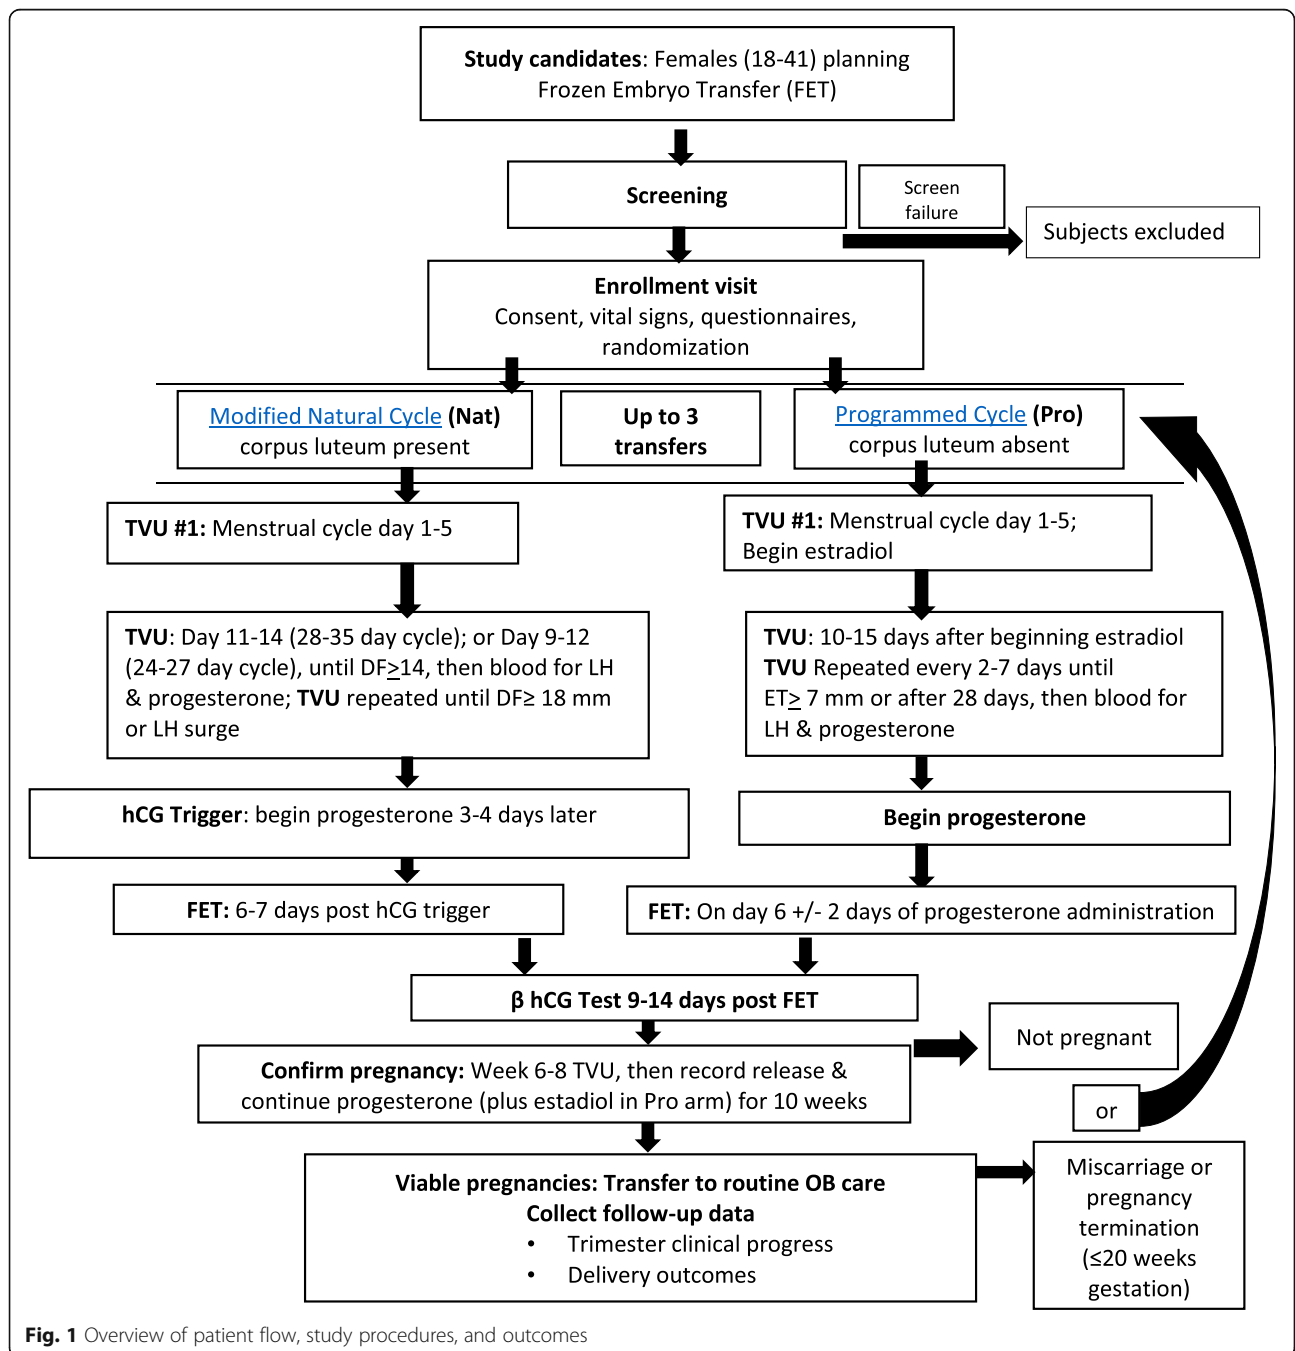 Study candidates: Females (18-41) planning
Frozen Embryo Transfer (FET)
Screening
Screen
failure
Subjects excluded
Enrollment visit
Consent, vital signs, questionnaires,
randomization
Modified Natural Cycle (Nat)
corpus luteum present
Up to 3
transfers
Programmed Cycle (Pro)
corpus luteum absent
TVU #1: Menstrual cycle day 1-5
TVU #1: Menstrual cycle day 1-5;
Begin estradiol
TVU: Day 11-14 (28-35 day cycle); or Day 9-12
(24-27 day cycle), until DF≥14, then blood for LH
& progesterone; TVU repeated until DF≥ 18 mm
or LH surge
TVU: 10-15 days after beginning estradiol
TVU Repeated every 2-7 days until
ET≥ 7 mm or after 28 days, then blood for
LH & progesterone
hCG Trigger: begin progesterone 3-4 days later
Begin progesterone
FET: 6-7 days post hCG trigger
FET: On day 6 +/- 2 days of progesterone administration
β hCG Test 9-14 days post FET
Not pregnant
Confirm pregnancy: Week 6-8 TVU, then record release &
continue progesterone (plus estadiol in Pro arm) for 10 weeks
or
Viable pregnancies: Transfer to routine OB care
Collect follow-up data
• Trimester clinical progress
• Delivery outcomes
Miscarriage or
pregnancy
termination
(≤20 weeks
gestation)
Fig. 1 Overview of patient flow, study procedures, and outcomes